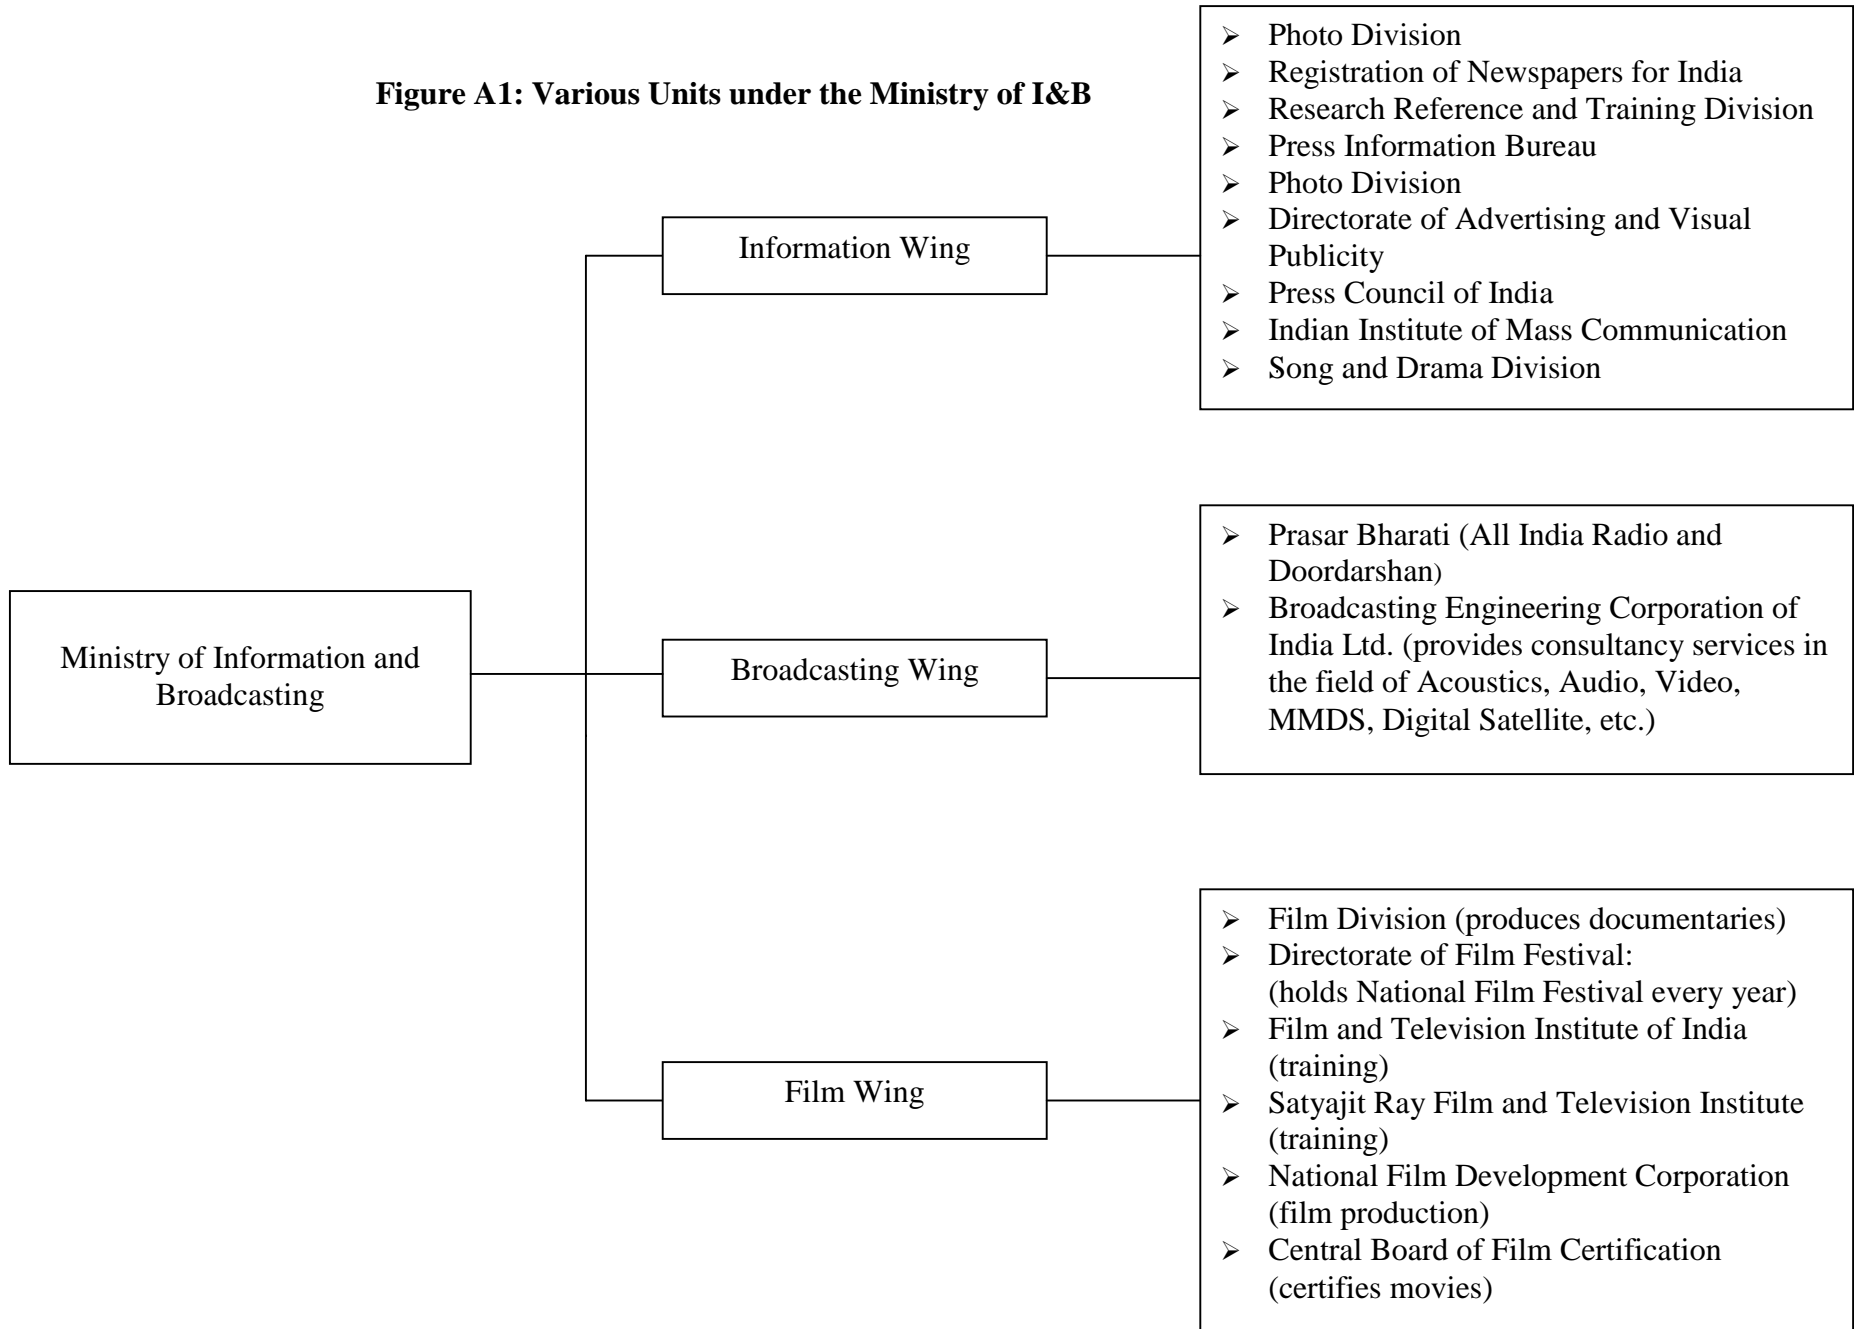 Figure A1: Various Units under the Ministry of I&B
Ministry of Information and
Broadcasting
Information Wing
➢ Photo Division
➢ Registration of Newspapers for India
➢ Research Reference and Training Division
➢ Press Information Bureau
➢ Photo Division
➢ Directorate of Advertising and Visual
Publicity
➢ Press Council of India
➢ Indian Institute of Mass Communication
➢ Song and Drama Division
Broadcasting Wing
➢ Prasar Bharati (All India Radio and
Doordarshan)
➢ Broadcasting Engineering Corporation of
India Ltd. (provides consultancy services in
the field of Acoustics, Audio, Video,
MMDS, Digital Satellite, etc.)
Film Wing
➢ Film Division (produces documentaries)
➢ Directorate of Film Festival:
(holds National Film Festival every year)
➢ Film and Television Institute of India
(training)
➢ Satyajit Ray Film and Television Institute
(training)
➢ National Film Development Corporation
(film production)
➢ Central Board of Film Certification
(certifies movies)